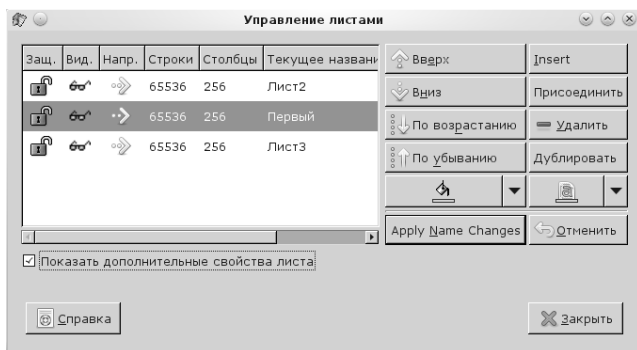 Управление листами
Защ. Вид. Напр. Строки Столбцы Текущее названи
65536 256 Лист2
65536 256 Первый
65536 256 Лист3
Вверх Insert
Вниз Присоединить
По возрастанию Удалить
По убыванию Дублировать
Apply Name Changes Отменить
Показать дополнительные свойства листа
Справка Закрыть